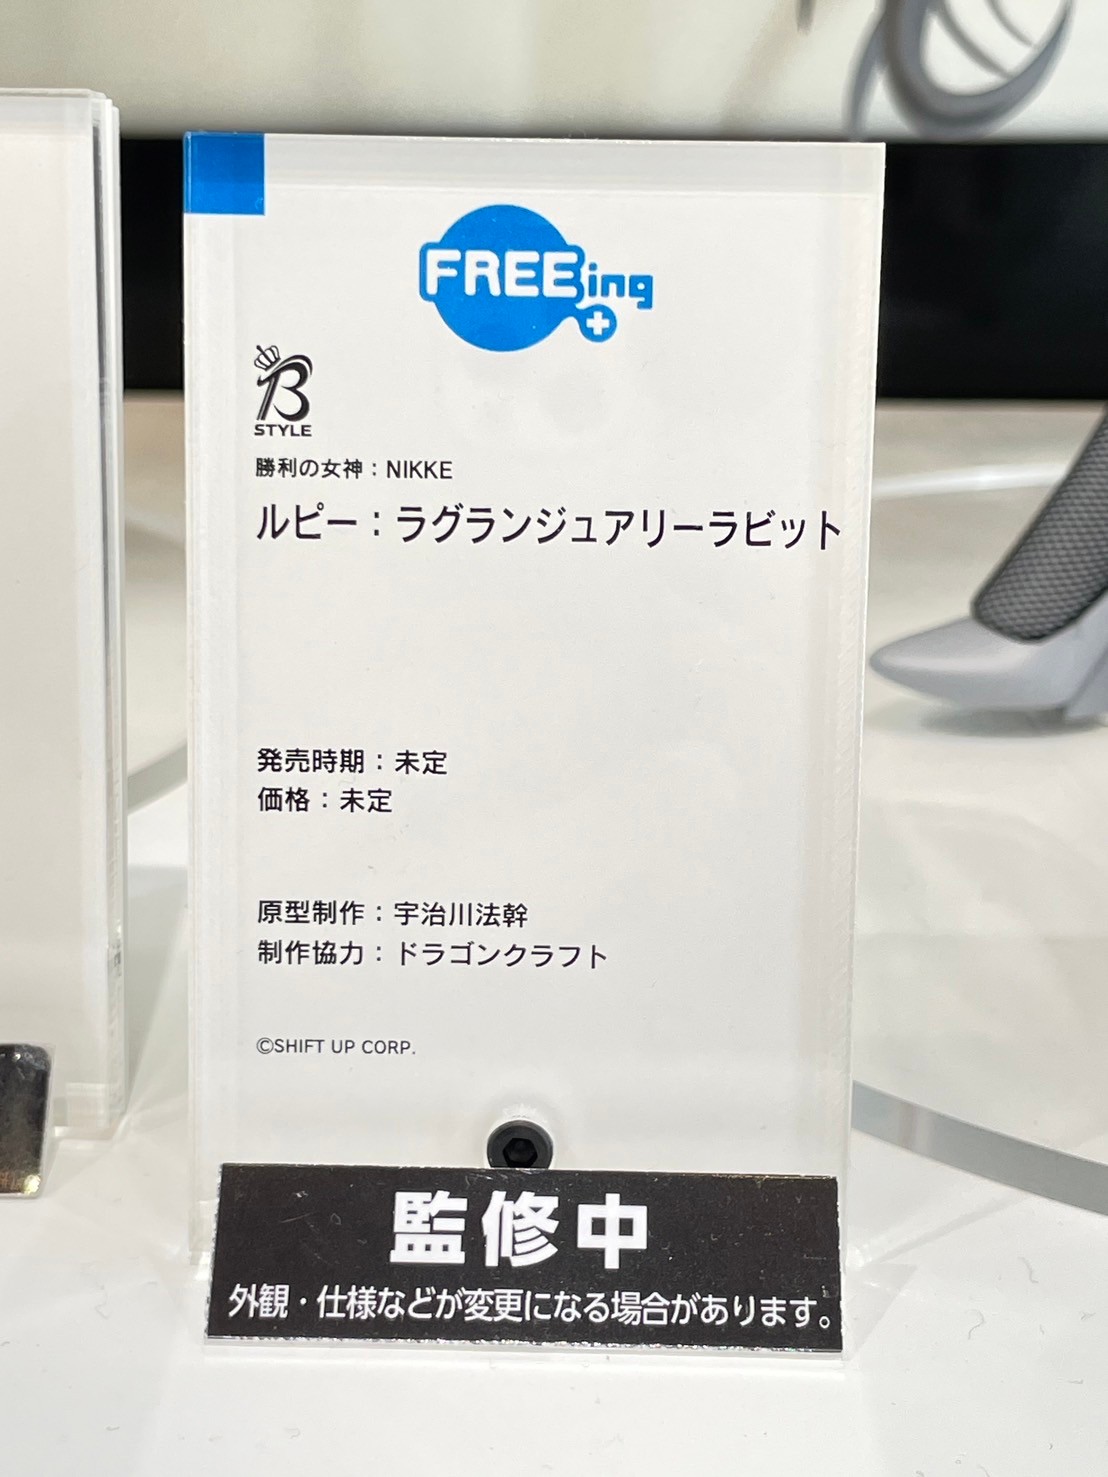 FREEing
B
STYLE
勝利の女神：NIKKE
ルピー：ラグランジュアリーラビット
発売時期：未定
価格：未定
原型制作：宇治川法幹
制作協力：ドラゴンクラフト
©SHIFT UP CORP.
監修中
外観・仕様などが変更になる場合があります。